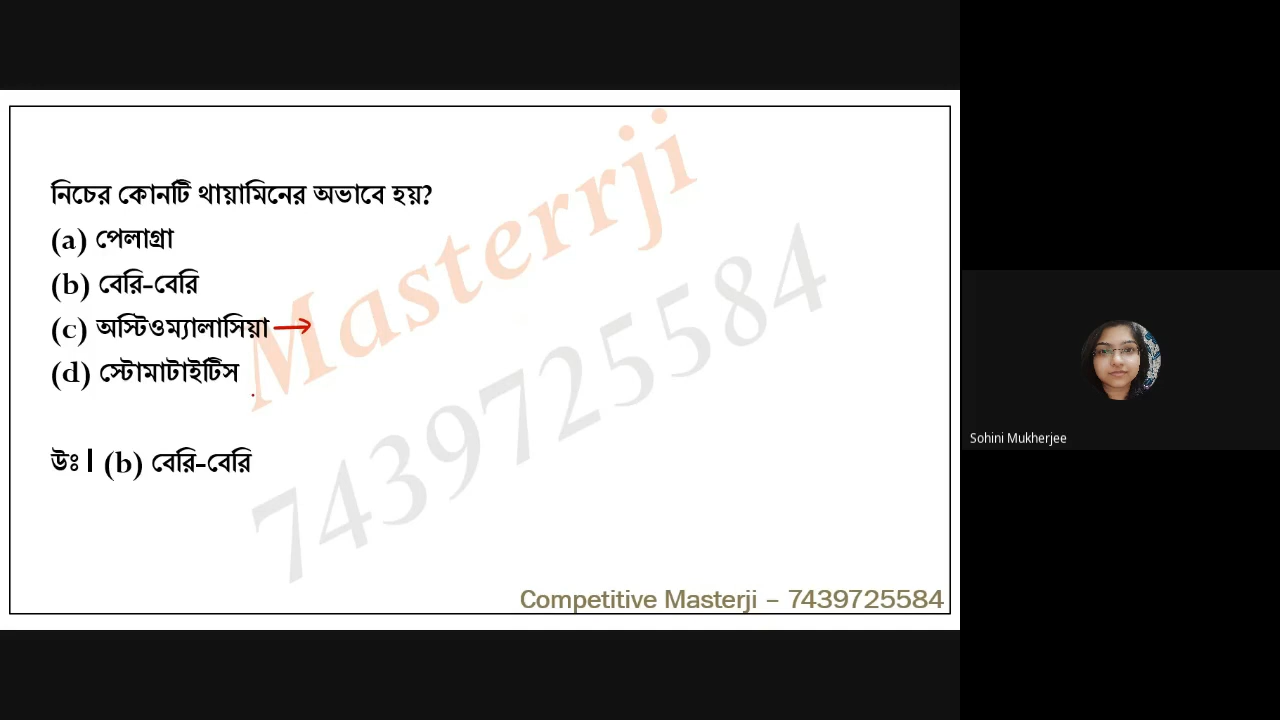 নিচের কোনটি থায়ামিনের অভাবে হয়?
(a) পেলাগ্রা
(b) বেরি-বেরি
(c) অস্টিওম্যালাসিয়া
(d) স্টোমাটাইটিস
উঃ। (b) বেরি-বেরি
Masterrji
7439725584
Competitive Masterji – 7439725584
Sohini Mukherjee